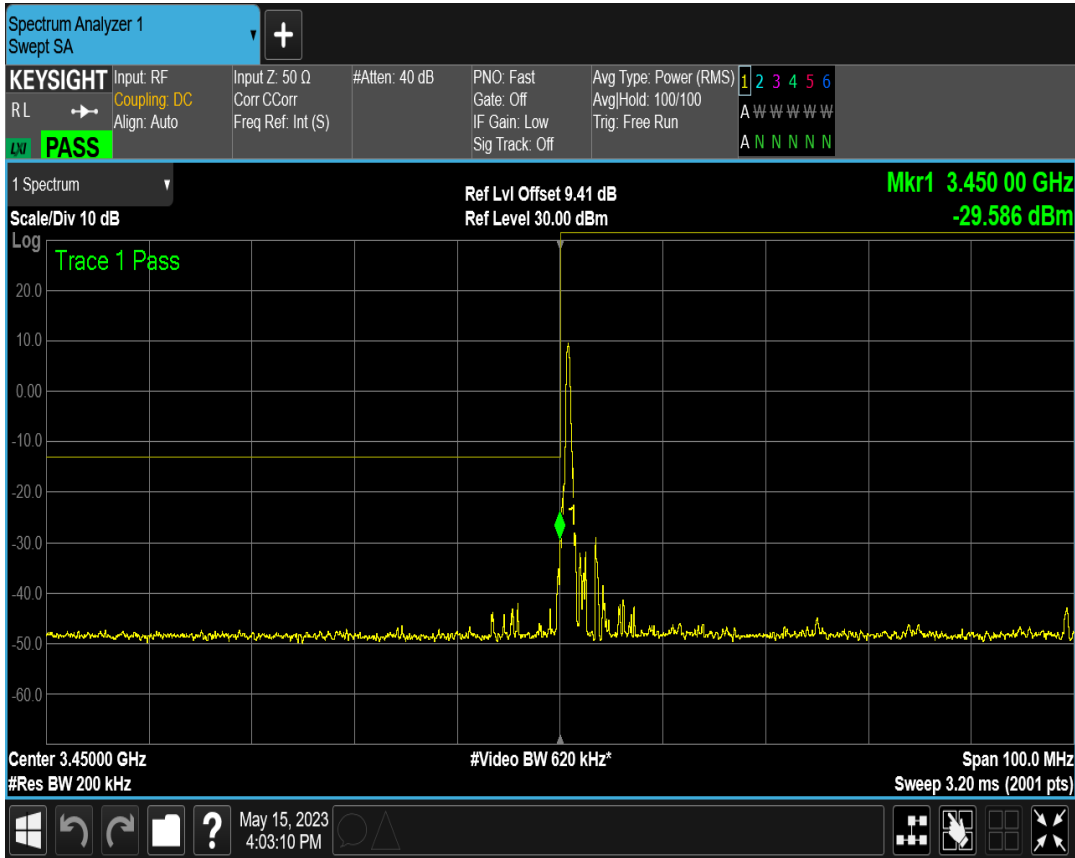 Spectrum Analyzer 1
Swept SA
+
KEYSIGHT
RL
LXI PASS
Input: RF
Coupling: DC
Align: Auto
Input Z: 50 Ω
Corr CCorr
Freq Ref: Int (S)
#Atten: 40 dB
PNO: Fast
Gate: Off
IF Gain: Low
Sig Track: Off
Avg Type: Power (RMS)
Avg|Hold: 100/100
Trig: Free Run
1 2 3 4 5 6
A W W W W W
A N N N N N
1 Spectrum
Scale/Div 10 dB
Ref Lvl Offset 9.41 dB
Ref Level 30.00 dBm
Mkr1 3.450 00 GHz
-29.586 dBm
Log
Trace 1 Pass
20.0
10.0
0.00
-10.0
-20.0
-30.0
-40.0
-50.0
-60.0
Center 3.45000 GHz
#Res BW 200 kHz
#Video BW 620 kHz*
Span 100.0 MHz
Sweep 3.20 ms (2001 pts)
?
May 15, 2023
4:03:10 PM